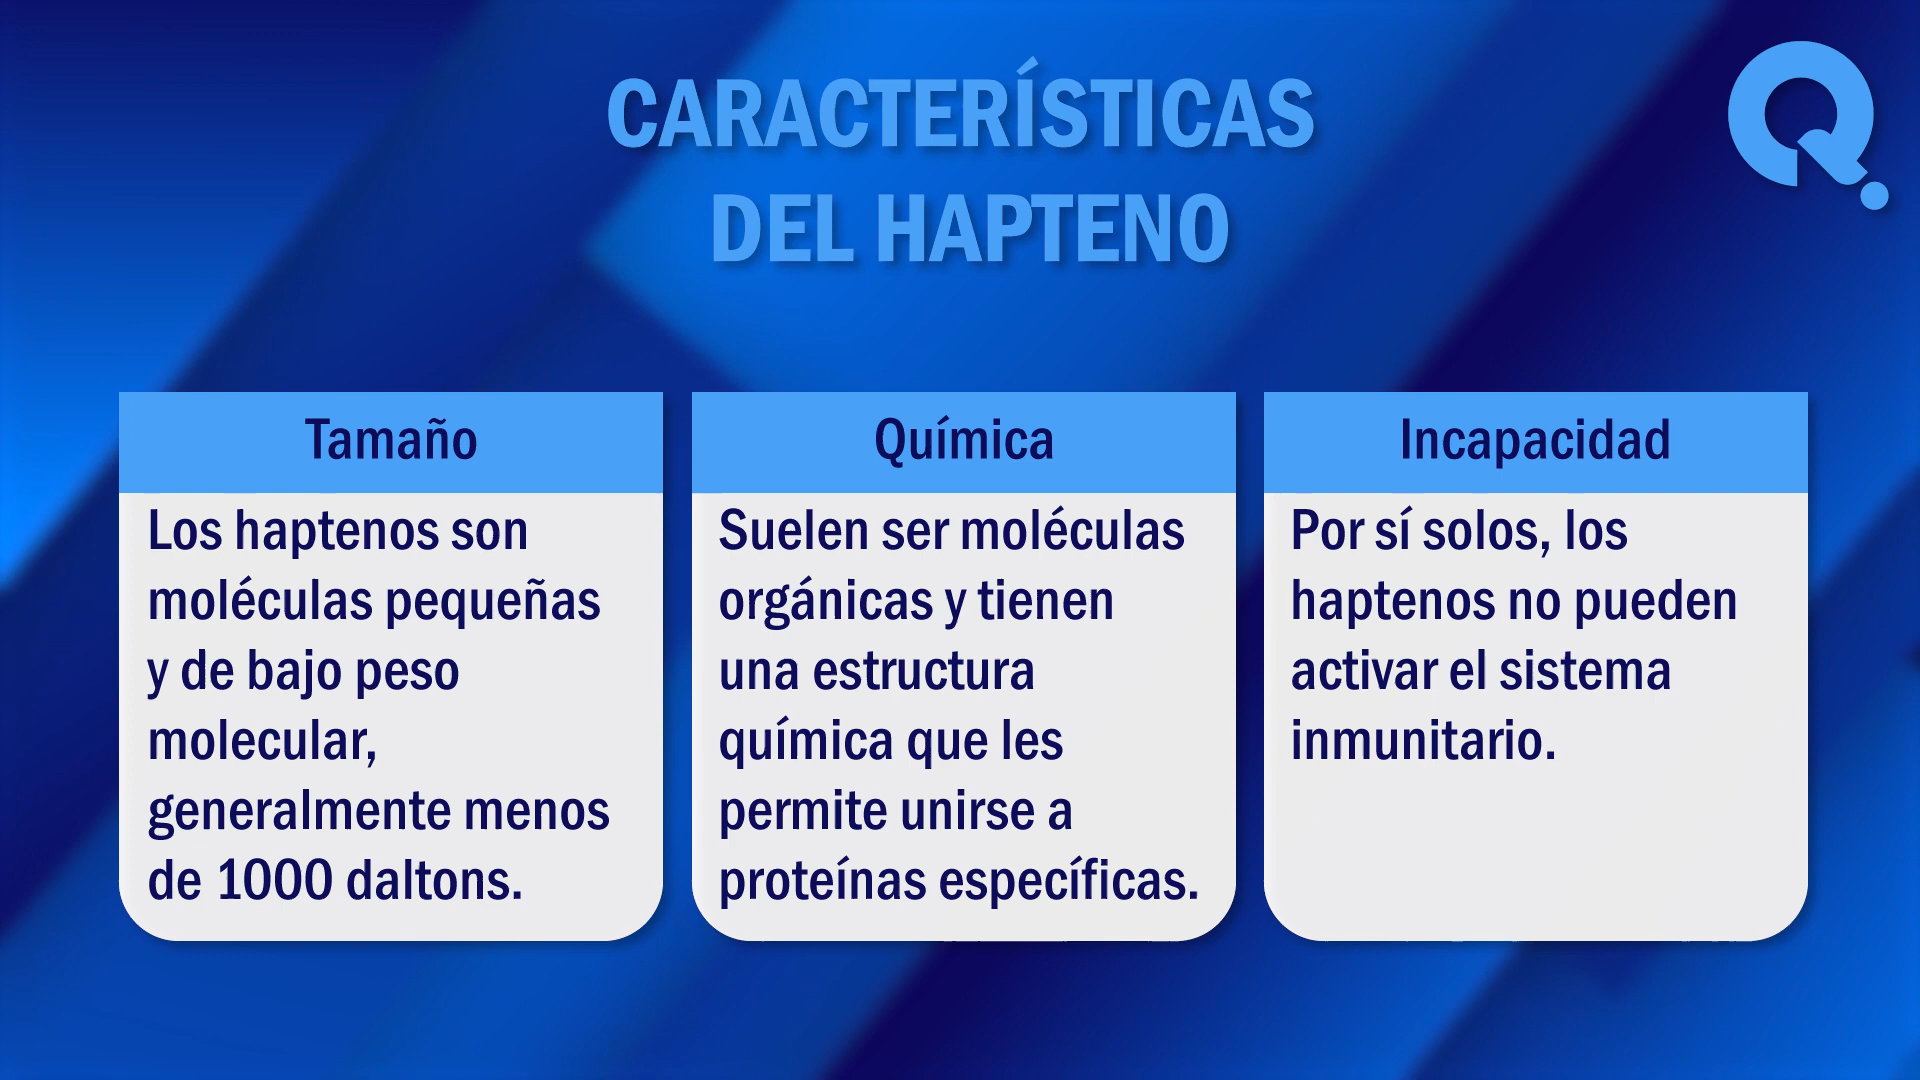 CARACTERÍSTICAS
DEL HAPTENO
Tamaño
Los haptenos son
moléculas pequeñas
y de bajo peso
molecular,
generalmente menos
de 1000 daltons.
Química
Suelen ser moléculas
orgánicas y tienen
una estructura
química que les
permite unirse a
proteínas específicas.
Incapacidad
Por sí solos, los
haptenos no pueden
activar el sistema
inmunitario.